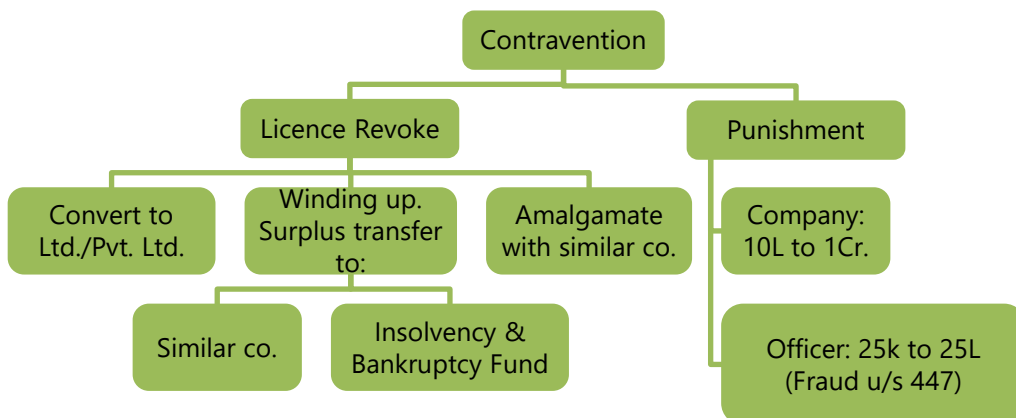 Contravention
Licence Revoke
Punishment
Convert to
Ltd./Pvt. Ltd.
Winding up.
Surplus transfer
to:
Amalgamate
with similar co.
Company:
10L to 1Cr.
Similar co.
Insolvency &
Bankruptcy Fund
Officer: 25k to 25L
(Fraud u/s 447)